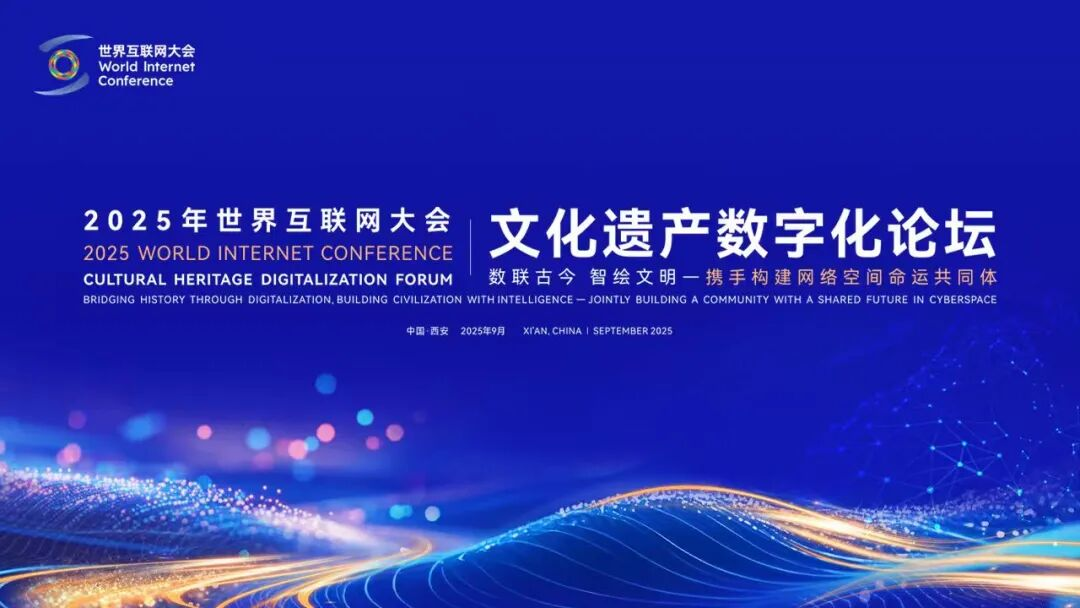 世界互联网大会
World Internet
Conference
2025年世界互联网大会
2025 WORLD INTERNET CONFERENCE
CULTURAL HERITAGE DIGITALIZATION FORUM
文化遗产数字化论坛
数联古今 智绘文明—携手构建网络空间命运共同体
BRIDGING HISTORY THROUGH DIGITALIZATION, BUILDING CIVILIZATION WITH INTELLIGENCE — JOINTLY BUILDING A COMMUNITY WITH A SHARED FUTURE IN CYBERSPACE
中国·西安 2025年9月 XI'AN, CHINA | SEPTEMBER 2025